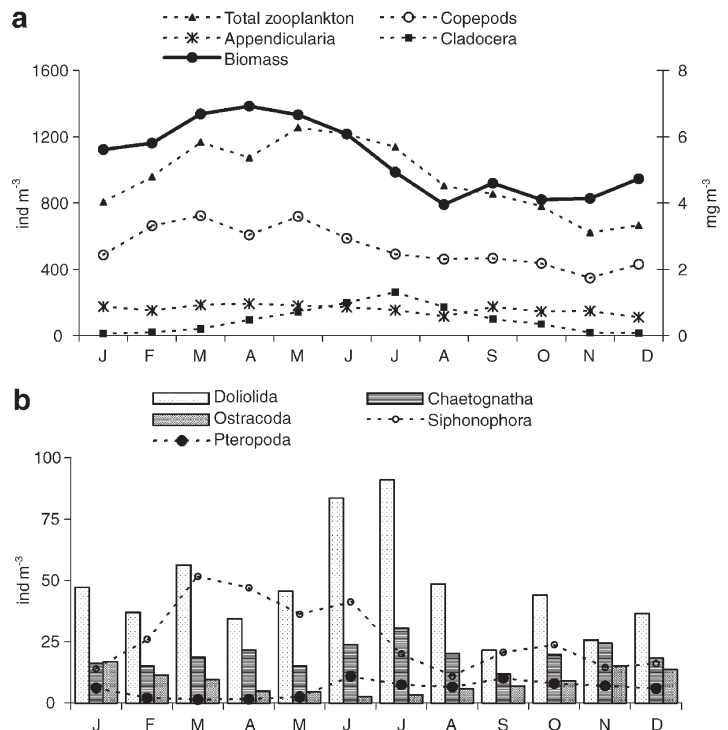 a
Total zooplankton
Copepods
Appendicularia
Cladocera
Biomass
1600
1200
800
400
0
ind m⁻³
8
6
4
2
0
mg m⁻³
J F M A M J J A S O N D
b
Doliolida
Chaetognatha
Ostracoda
Siphonophora
Pteropoda
100
75
50
25
0
ind m⁻³
J F M A M J J A S O N D